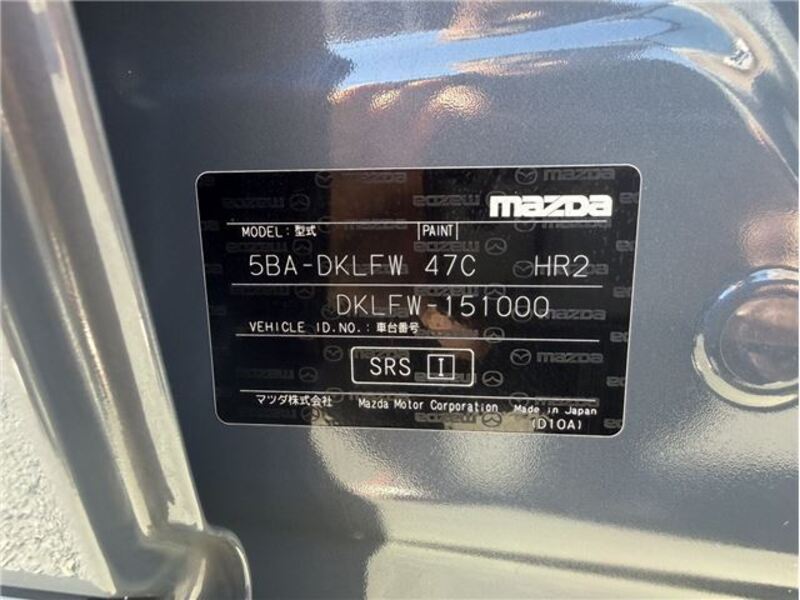 mazda
MODEL: 型式 PAINT
5BA-DKLFW 47C HR2
DKLFW-151000
VEHICLE ID.NO.: 車台番号
SRS I
マツダ株式会社 Mazda Motor Corporation Made in Japan
(D10A)